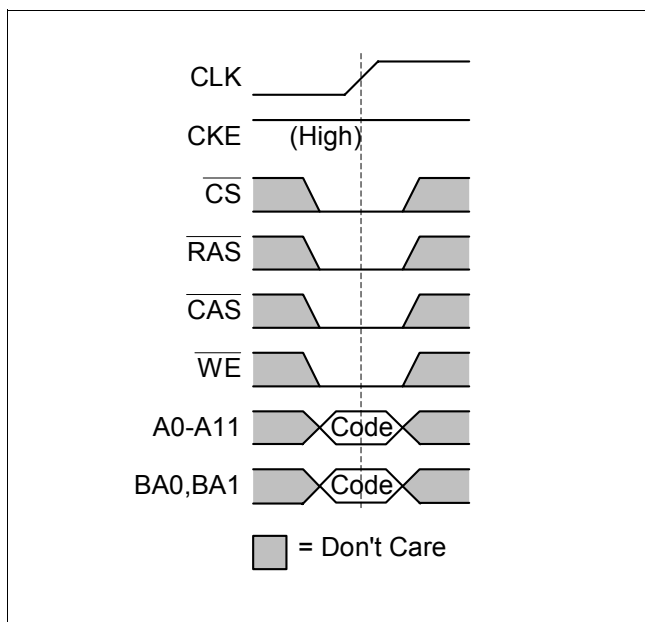 CLK
CKE (High)
CS
RAS
CAS
WE
A0-A11 Code
BA0,BA1 Code
= Don't Care